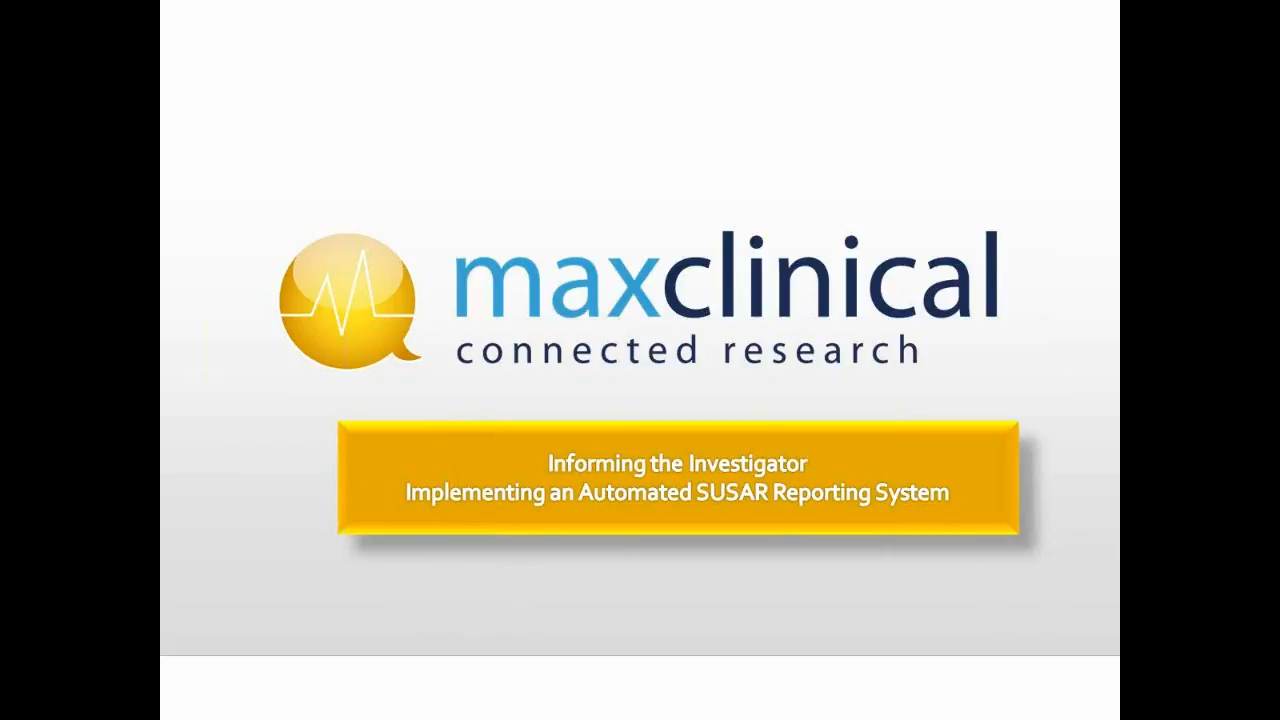 maxclinical
connected research
Informing the Investigator
Implementing an Automated SUSAR Reporting System